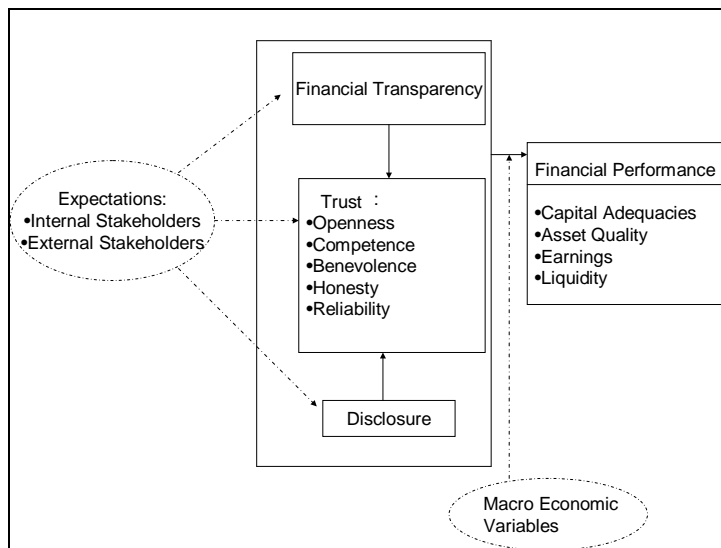 Financial Transparency
Expectations:
•Internal Stakeholders
•External Stakeholders
Trust :
•Openness
•Competence
•Benevolence
•Honesty
•Reliability
Disclosure
Financial Performance
•Capital Adequacies
•Asset Quality
•Earnings
•Liquidity
Macro Economic
Variables